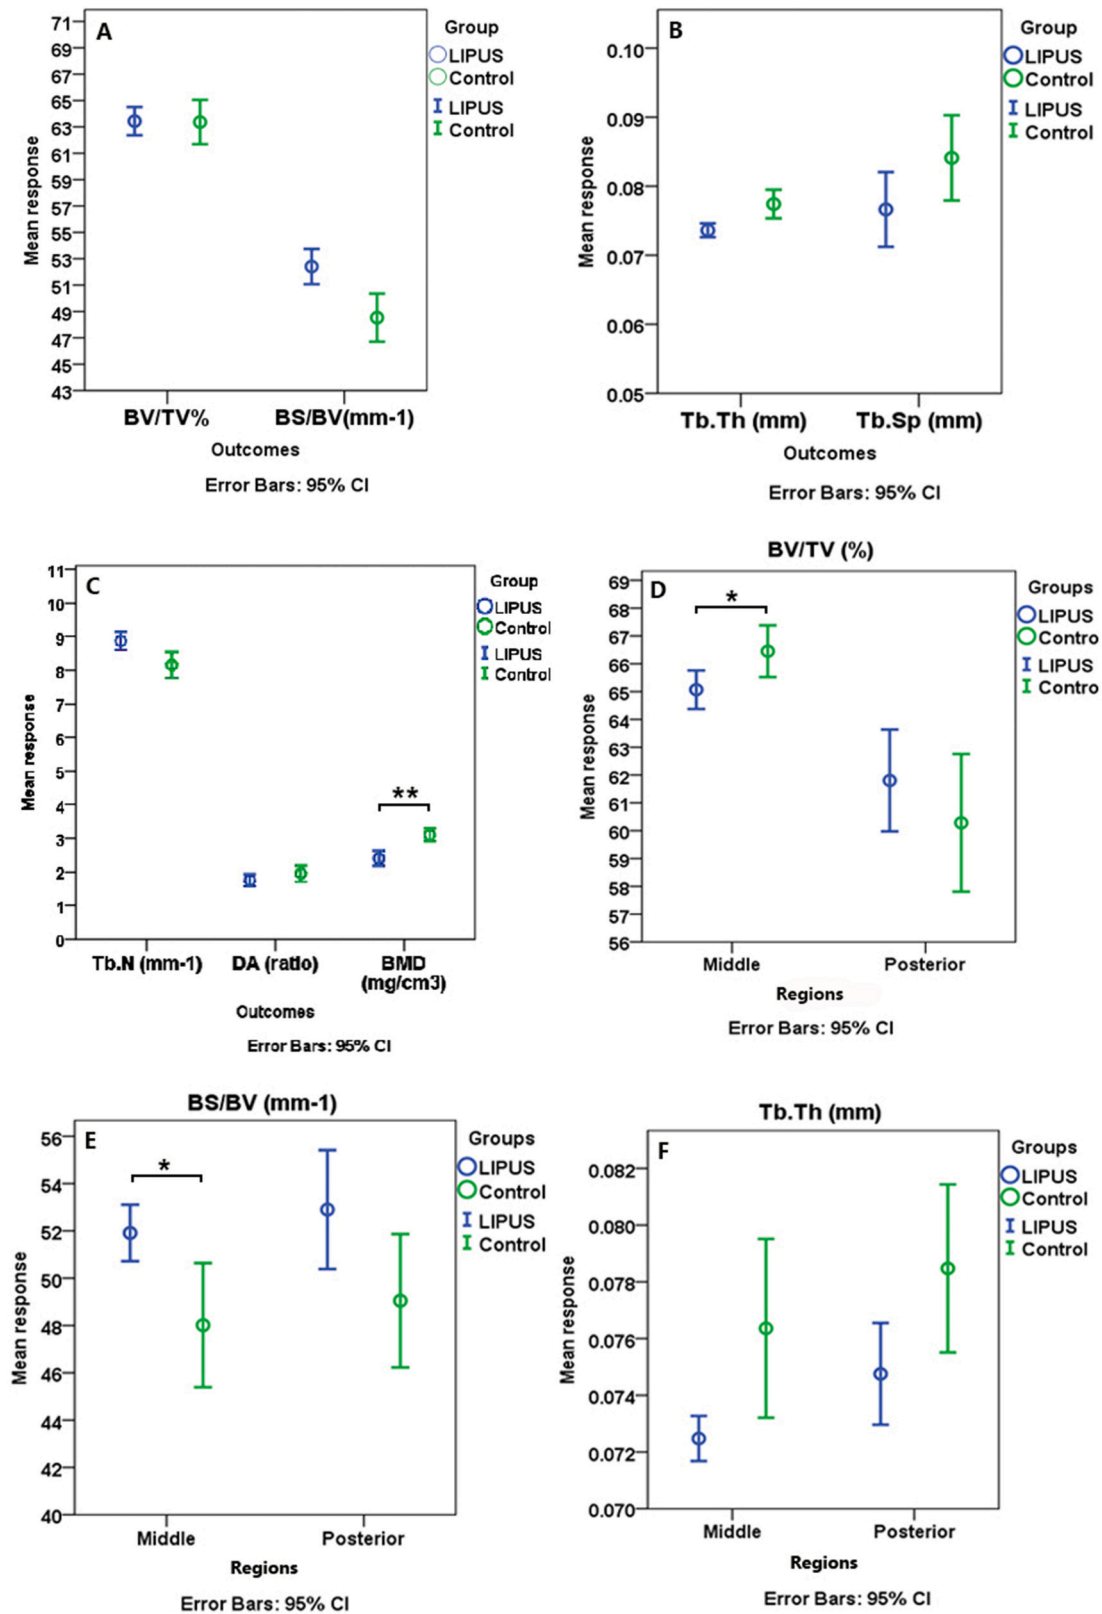 A
71
69
67
65
63
61
59
57
55
53
51
49
47
45
43
Mean response
BV/TV%
BS/BV(mm-1)
Outcomes
Error Bars: 95% CI
Group
LIPUS
Control
LIPUS
Control
B
0.10
0.09
0.08
0.07
0.06
0.05
Mean response
Tb.Th (mm)
Tb.Sp (mm)
Outcomes
Error Bars: 95% CI
Group
LIPUS
Control
LIPUS
Control
C
11
10
9
8
7
6
5
4
3
2
1
0
Mean response
**
Tb.N (mm-1)
DA (ratio)
BMD
(mg/cm3)
Outcomes
Error Bars: 95% CI
Group
LIPUS
Control
LIPUS
Control
BV/TV (%)
D
69
68
67
66
65
64
63
62
61
60
59
58
57
56
Mean response
*
Middle
Posterior
Regions
Error Bars: 95% CI
Groups
LIPUS
Contro
LIPUS
Contro
BS/BV (mm-1)
E
56
54
52
50
48
46
44
42
40
Mean response
*
Middle
Posterior
Regions
Error Bars: 95% CI
Groups
LIPUS
Control
LIPUS
Control
Tb.Th (mm)
F
0.082
0.080
0.078
0.076
0.074
0.072
0.070
Mean response
Middle
Posterior
Regions
Error Bars: 95% CI
Groups
LIPUS
Control
LIPUS
Control